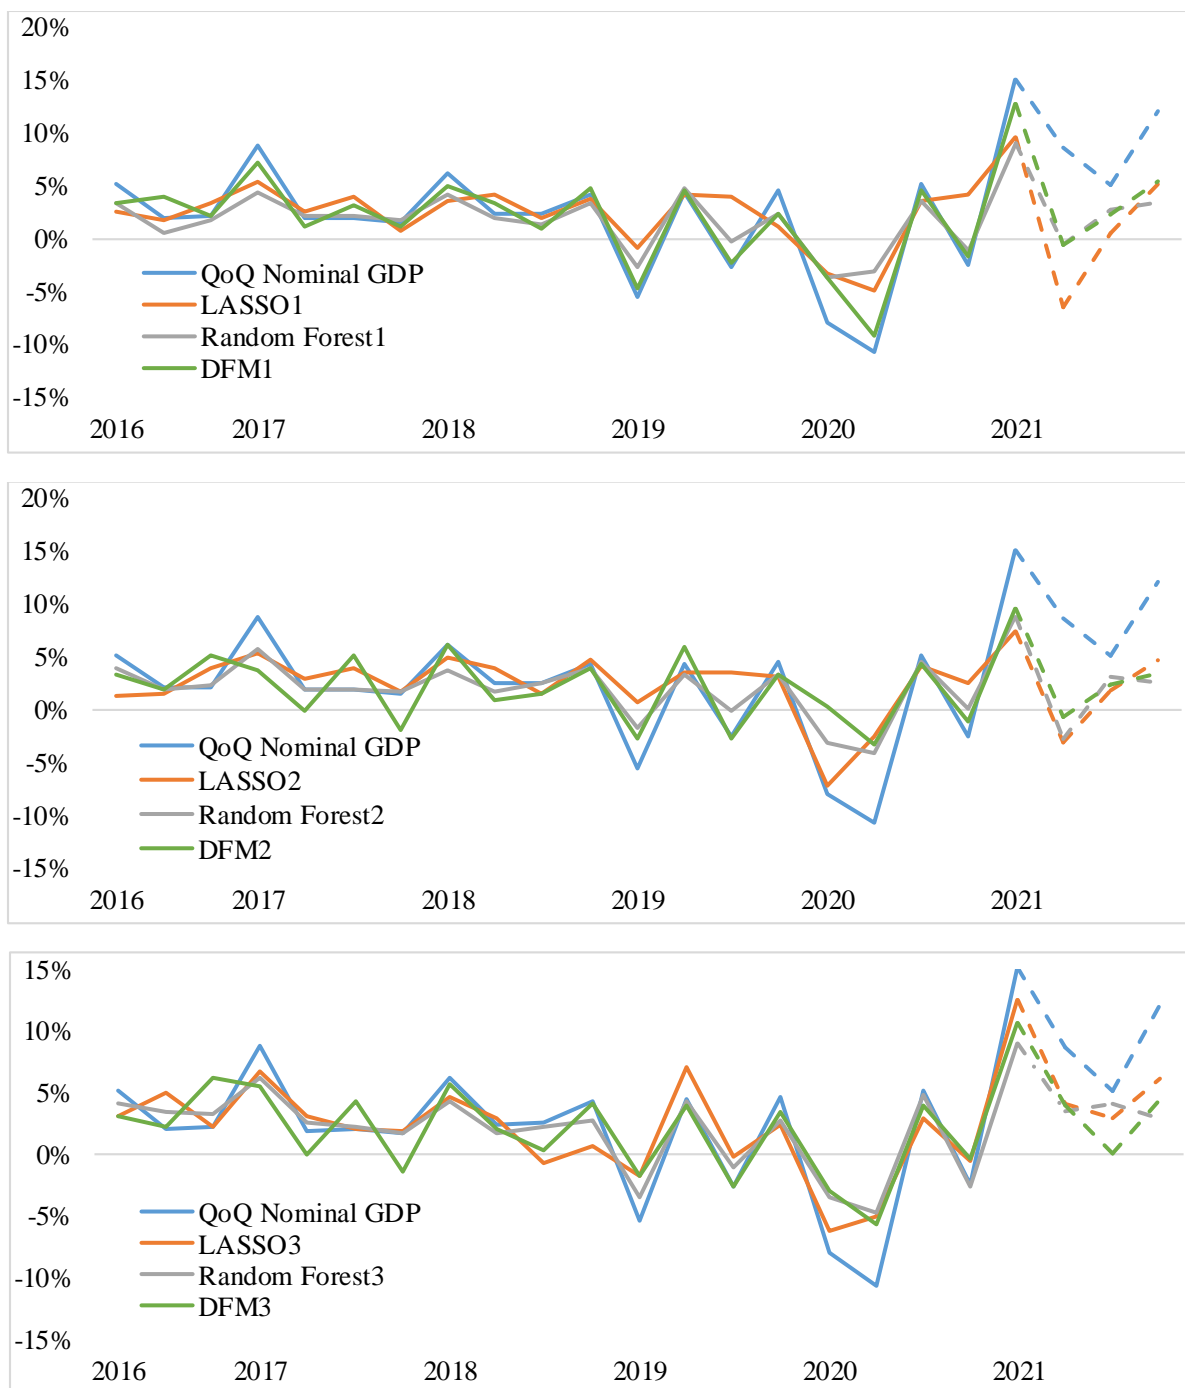 20%
15%
10%
5%
0%
-5%
-10%
-15%
QoQ Nominal GDP
LASSO1
Random Forest1
DFM1
2016 2017 2018 2019 2020 2021
20%
15%
10%
5%
0%
-5%
-10%
-15%
QoQ Nominal GDP
LASSO2
Random Forest2
DFM2
2016 2017 2018 2019 2020 2021
15%
10%
5%
0%
-5%
-10%
-15%
QoQ Nominal GDP
LASSO3
Random Forest3
DFM3
2016 2017 2018 2019 2020 2021